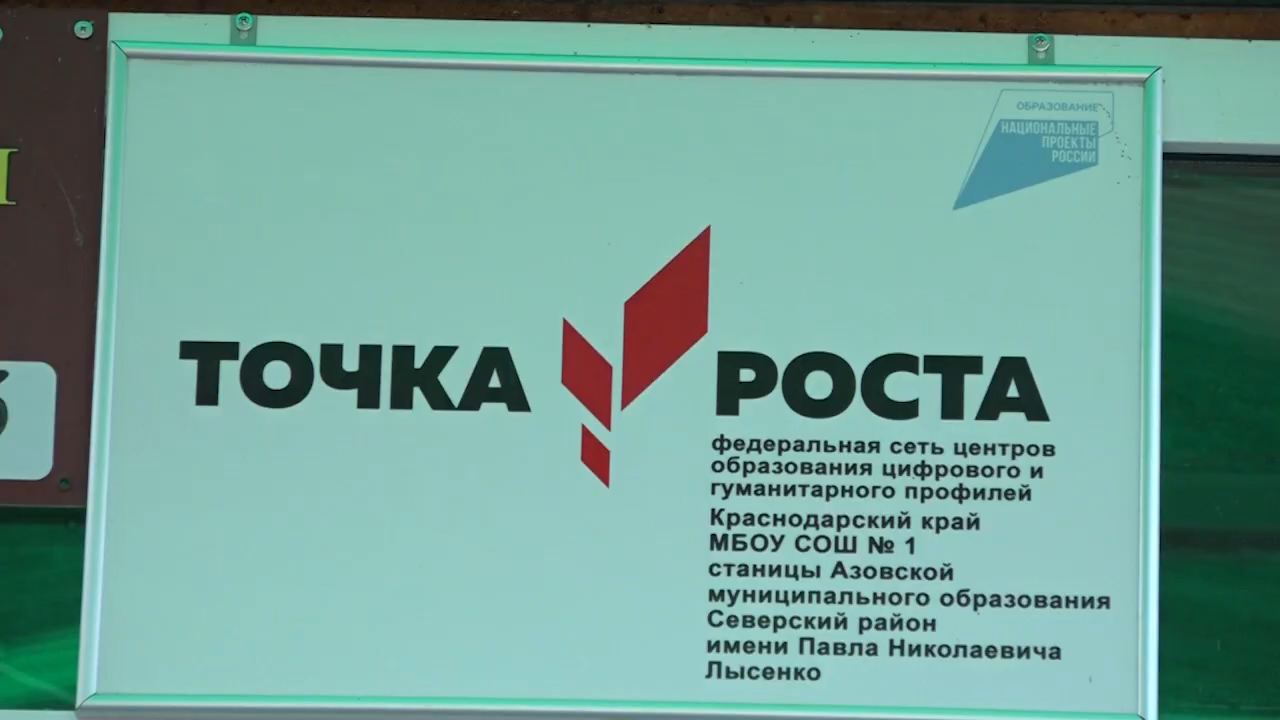 ОБРАЗОВАНИЕ
НАЦИОНАЛЬНЫЕ
ПРОЕКТЫ
РОССИИ
ТОЧКА РОСТА
федеральная сеть центров
образования цифрового и
гуманитарного профилей
Краснодарский край
МБОУ СОШ № 1
станицы Азовской
муниципального образования
Северский район
имени Павла Николаевича
Лысенко